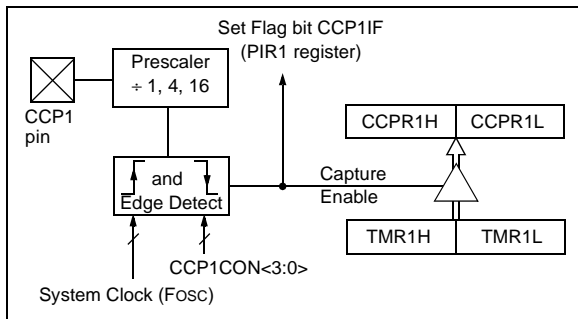 Set Flag bit CCP1IF
(PIR1 register)
Prescaler
÷ 1, 4, 16
CCP1
pin
CCPR1H
CCPR1L
and
Edge Detect
Capture
Enable
TMR1H
TMR1L
CCP1CON<3:0>
System Clock (FOSC)